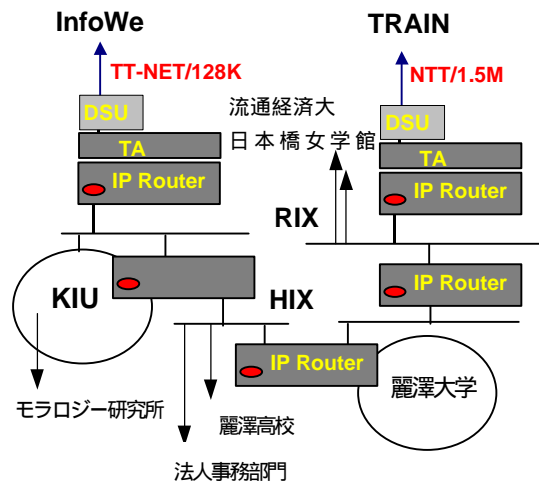 InfoWe
TRAIN
TT-NET/128K
NTT/1.5M
流通経済大
日本橋女学館
DSU
TA
IP Router
DSU
TA
IP Router
RIX
KIU
HIX
IP Router
IP Router
麗澤大学
モラロジー研究所
麗澤高校
法人事務部門